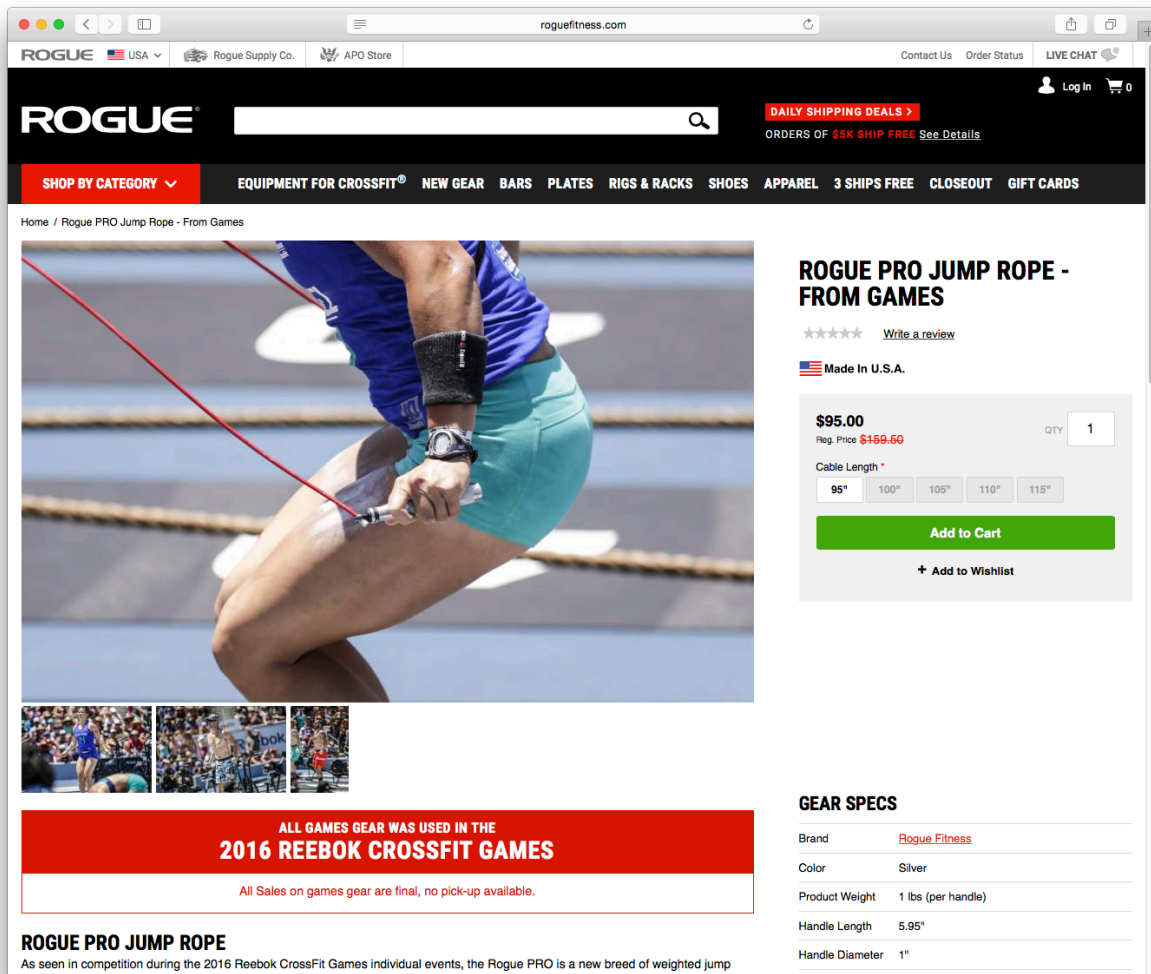 roguefitness.com
ROGUE USA Rogue Supply Co. APO Store Contact Us Order Status LIVE CHAT
Log In 0
ROGUE®
DAILY SHIPPING DEALS >
ORDERS OF $5K SHIP FREE See Details
SHOP BY CATEGORY EQUIPMENT FOR CROSSFIT® NEW GEAR BARS PLATES RIGS & RACKS SHOES APPAREL 3 SHIPS FREE CLOSEOUT GIFT CARDS
Home / Rogue PRO Jump Rope - From Games
ROGUE PRO JUMP ROPE -
FROM GAMES
Write a review
Made In U.S.A.
$95.00
Reg. Price $159.50
QTY 1
Cable Length *
95" 100" 105" 110" 115"
Add to Cart
+ Add to Wishlist
ALL GAMES GEAR WAS USED IN THE
2016 REEBOK CROSSFIT GAMES
All Sales on games gear are final, no pick-up available.
ROGUE PRO JUMP ROPE
As seen in competition during the 2016 Reebok CrossFit Games individual events, the Rogue PRO is a new breed of weighted jump
GEAR SPECS
Brand Rogue Fitness
Color Silver
Product Weight 1 lbs (per handle)
Handle Length 5.95"
Handle Diameter 1"